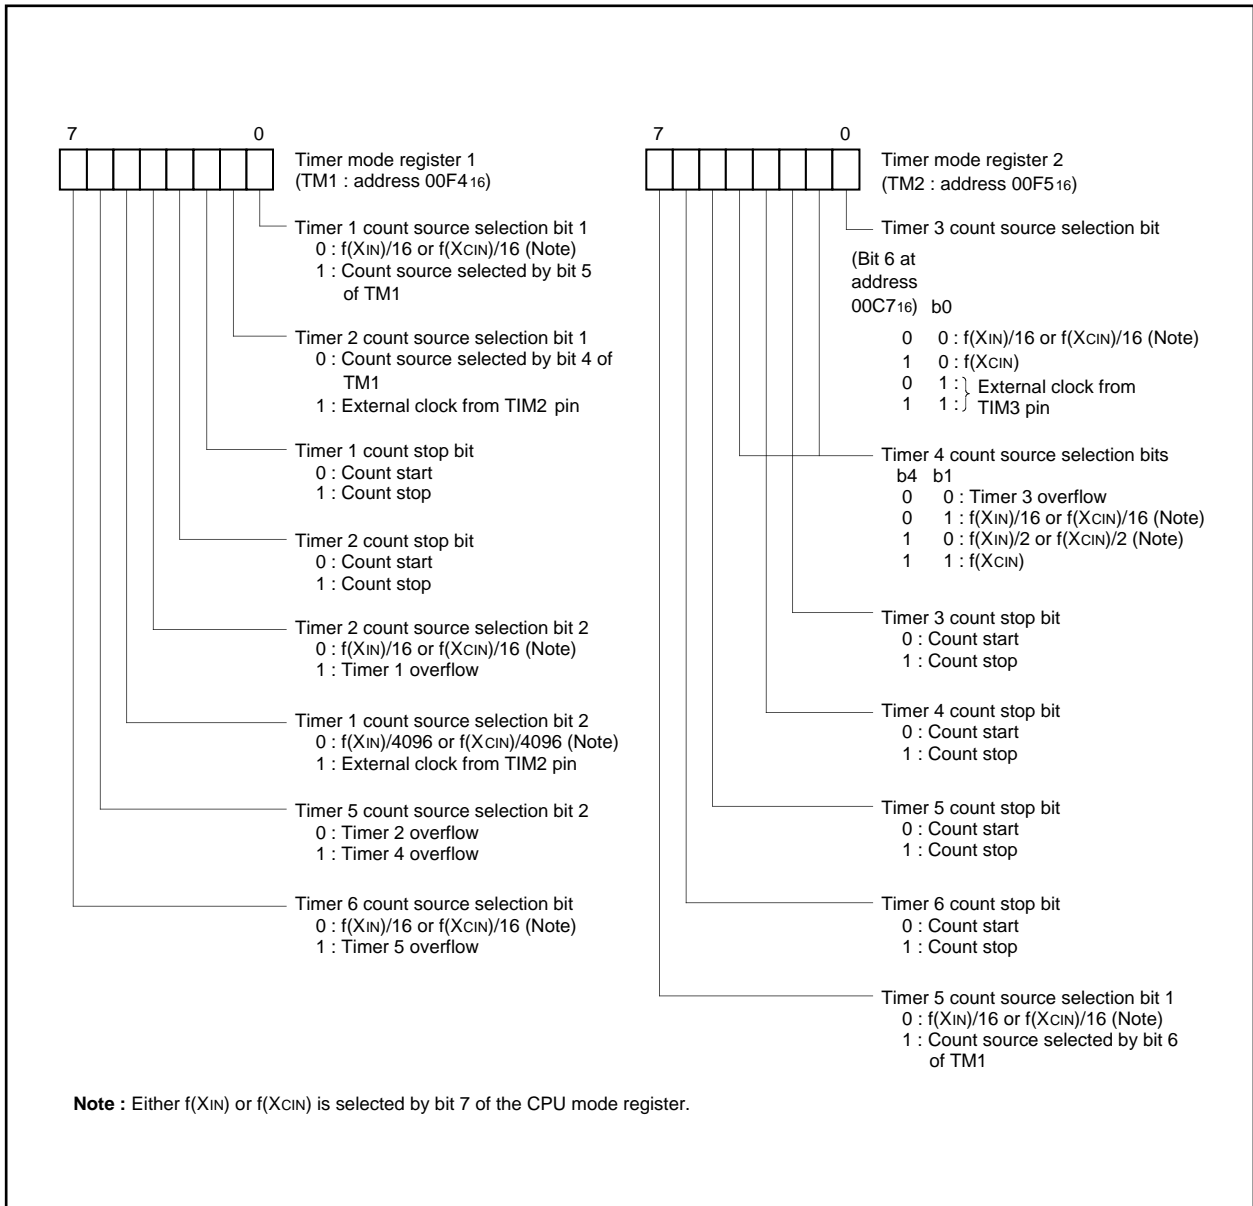 7 0
Timer mode register 1
(TM1 : address 00F416)
Timer 1 count source selection bit 1
0 : f(XIN)/16 or f(XCIN)/16 (Note)
1 : Count source selected by bit 5
of TM1
Timer 2 count source selection bit 1
0 : Count source selected by bit 4 of
TM1
1 : External clock from TIM2 pin
Timer 1 count stop bit
0 : Count start
1 : Count stop
Timer 2 count stop bit
0 : Count start
1 : Count stop
Timer 2 count source selection bit 2
0 : f(XIN)/16 or f(XCIN)/16 (Note)
1 : Timer 1 overflow
Timer 1 count source selection bit 2
0 : f(XIN)/4096 or f(XCIN)/4096 (Note)
1 : External clock from TIM2 pin
Timer 5 count source selection bit 2
0 : Timer 2 overflow
1 : Timer 4 overflow
Timer 6 count source selection bit
0 : f(XIN)/16 or f(XCIN)/16 (Note)
1 : Timer 5 overflow
7 0
Timer mode register 2
(TM2 : address 00F516)
Timer 3 count source selection bit
(Bit 6 at
address
00C716) b0
0 0 : f(XIN)/16 or f(XCIN)/16 (Note)
1 0 : f(XCIN)
0 1 : } External clock from
1 1 : } TIM3 pin
Timer 4 count source selection bits
b4 b1
0 0 : Timer 3 overflow
0 1 : f(XIN)/16 or f(XCIN)/16 (Note)
1 0 : f(XIN)/2 or f(XCIN)/2 (Note)
1 1 : f(XCIN)
Timer 3 count stop bit
0 : Count start
1 : Count stop
Timer 4 count stop bit
0 : Count start
1 : Count stop
Timer 5 count stop bit
0 : Count start
1 : Count stop
Timer 6 count stop bit
0 : Count start
1 : Count stop
Timer 5 count source selection bit 1
0 : f(XIN)/16 or f(XCIN)/16 (Note)
1 : Count source selected by bit 6
of TM1
Note : Either f(XIN) or f(XCIN) is selected by bit 7 of the CPU mode register.